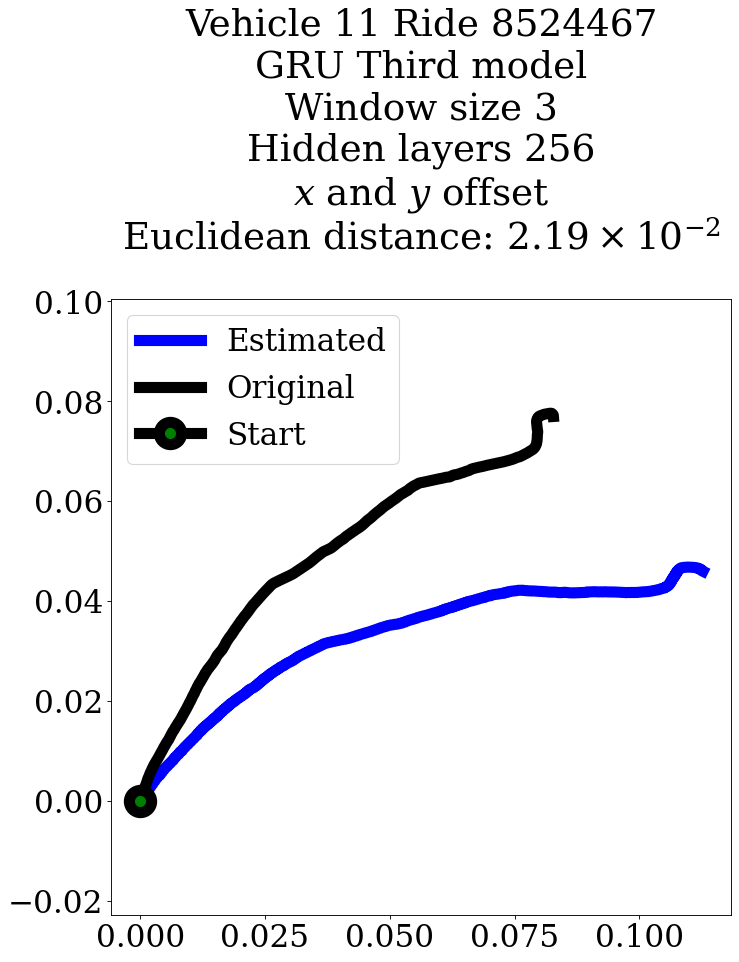 Vehicle 11 Ride 8524467
GRU Third model
Window size 3
Hidden layers 256
x and y offset
Euclidean distance: 2.19 × 10⁻²
Estimated
Original
Start
0.10
0.08
0.06
0.04
0.02
0.00
−0.02
0.000 0.025 0.050 0.075 0.100